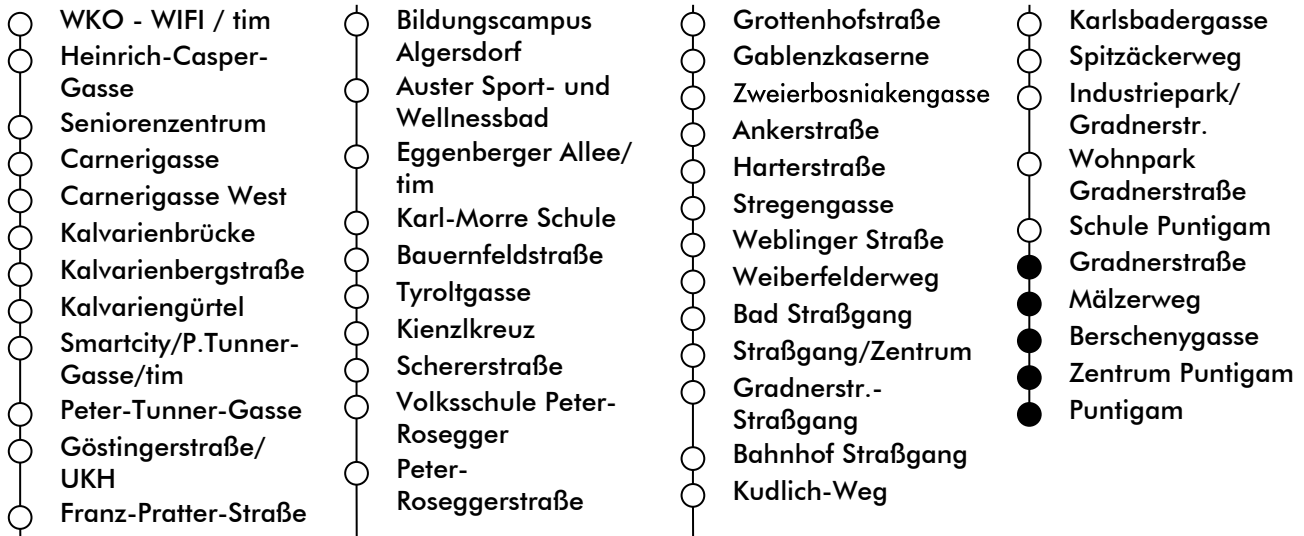 WKO - WIFI / tim
Heinrich-Casper-
Gasse
Seniorenzentrum
Carnerigasse
Carnerigasse West
Kalvarienbrücke
Kalvarienbergstraße
Kalvariengürtel
Smartcity/P.Tunner-
Gasse/tim
Peter-Tunner-Gasse
Göstingerstraße/
UKH
Franz-Pratter-Straße
Bildungscampus
Algersdorf
Auster Sport- und
Wellnessbad
Eggenberger Allee/
tim
Karl-Morre Schule
Bauernfeldstraße
Tyroltgasse
Kienzlkreuz
Schererstraße
Volksschule Peter-
Rosegger
Peter-
Roseggerstraße
Grottenhofstraße
Gablenzkaserne
Zweierbosniakengasse
Ankerstraße
Harterstraße
Stregengasse
Weblinger Straße
Weiberfelderweg
Bad Straßgang
Straßgang/Zentrum
Gradnerstr.-
Straßgang
Bahnhof Straßgang
Kudlich-Weg
Karlsbadergasse
Spitzäckerweg
Industriepark/
Gradnerstr.
Wohnpark
Gradnerstraße
Schule Puntigam
Gradnerstraße
Mälzerweg
Berschenygasse
Zentrum Puntigam
Puntigam